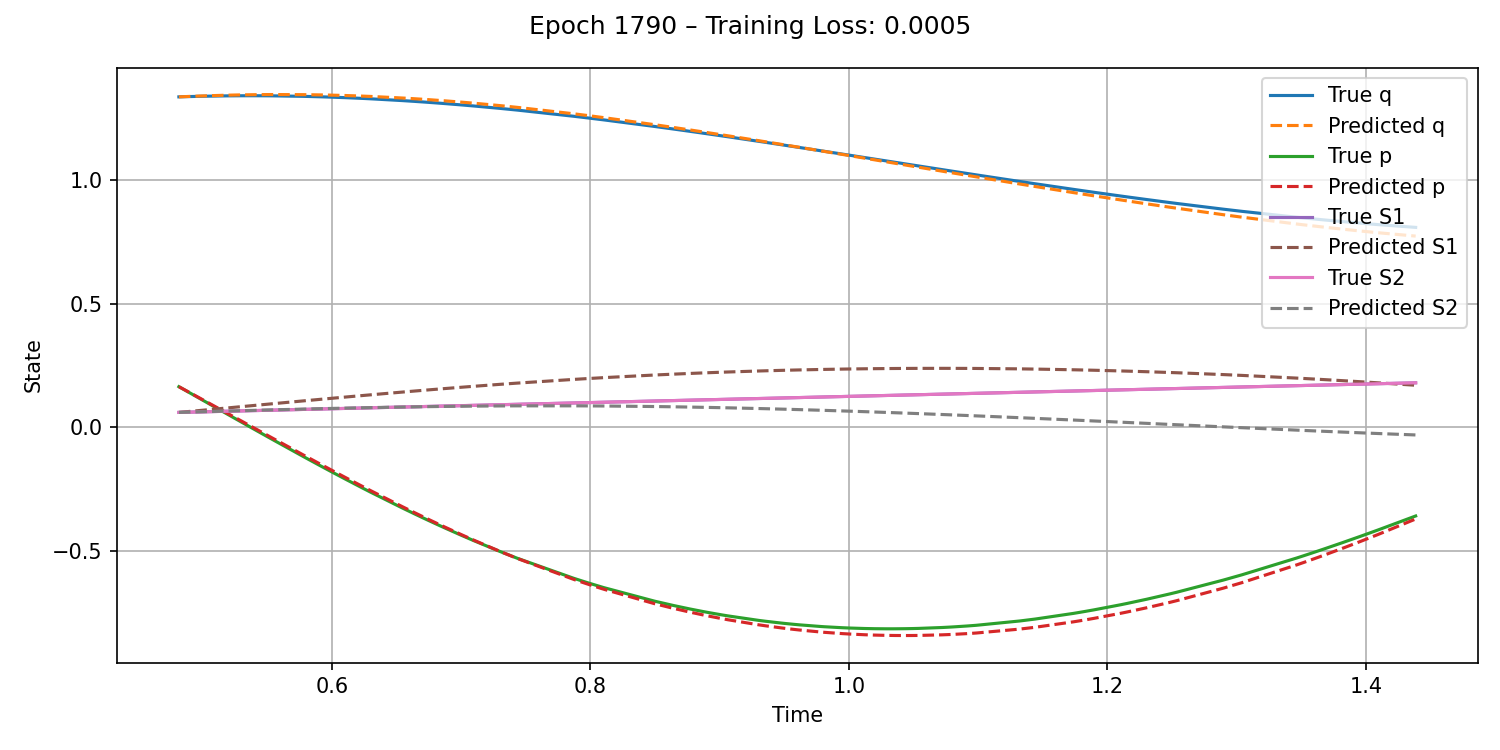 Epoch 1790 – Training Loss: 0.0005
True q
Predicted q
True p
Predicted p
True S1
Predicted S1
True S2
Predicted S2
State
1.0
0.5
0.0
−0.5
0.6
0.8
1.0
1.2
1.4
Time